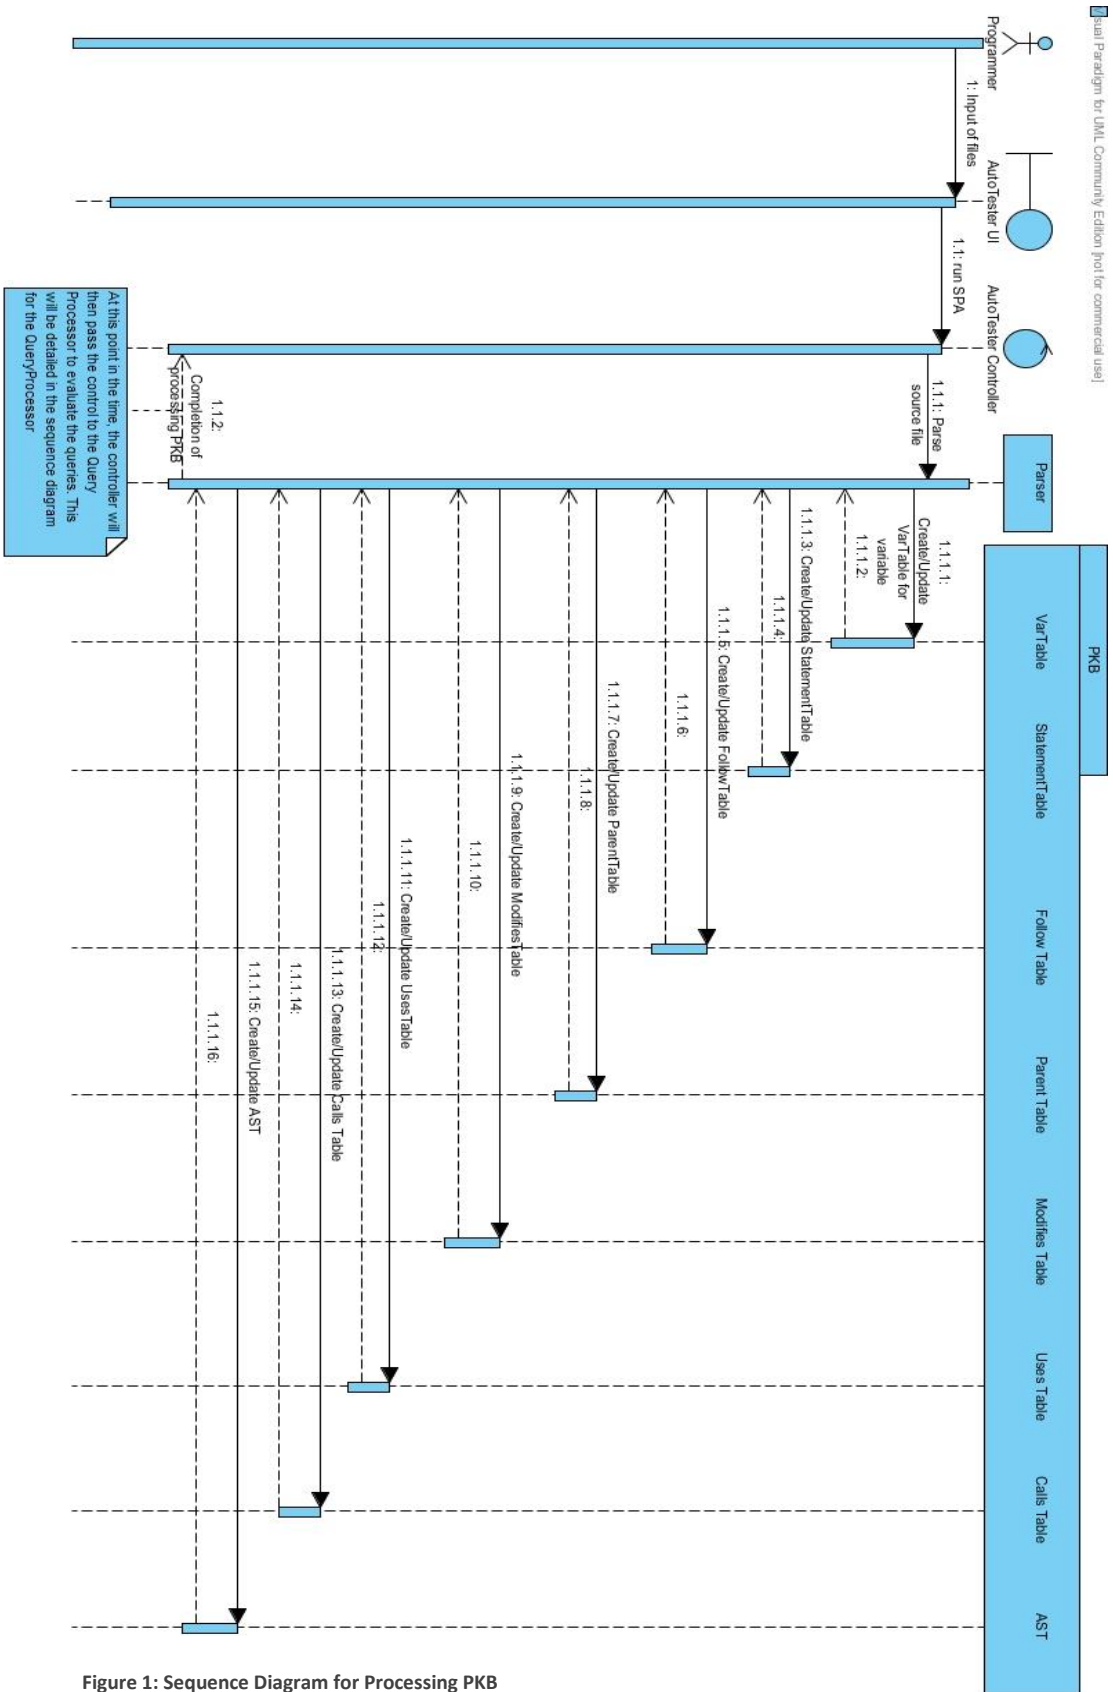 sual Paradigm for UML Community Edition [not for commercial use]
Programmer
AutoTester UI
AutoTester Controller
Parser
PKB
VarTable
StatementTable
Follow Table
Parent Table
Modifies Table
Uses Table
Calls Table
AST
1: Input of files
1.1: run SPA
1.1.1: Parse
source file
1.1.1.1:
Create/Update
VarTable for
variable
1.1.1.2:
1.1.1.3: Create/Update StatementTable
1.1.1.4:
1.1.1.5: Create/Update FollowTable
1.1.1.6:
1.1.1.7: Create/Update ParentTable
1.1.1.8:
1.1.1.9: Create/Update ModifiesTable
1.1.1.10:
1.1.1.11: Create/Update UsesTable
1.1.1.12:
1.1.1.13: Create/Update Calls Table
1.1.1.14:
1.1.1.15: Create/Update AST
1.1.1.16:
1.1.2:
Completion of
processing PKB
At this point in the time, the controller will
then pass the control to the Query
Processor to evaluate the queries. This
will be detailed in the sequence diagram
for the QueryProcessor
Figure 1: Sequence Diagram for Processing PKB